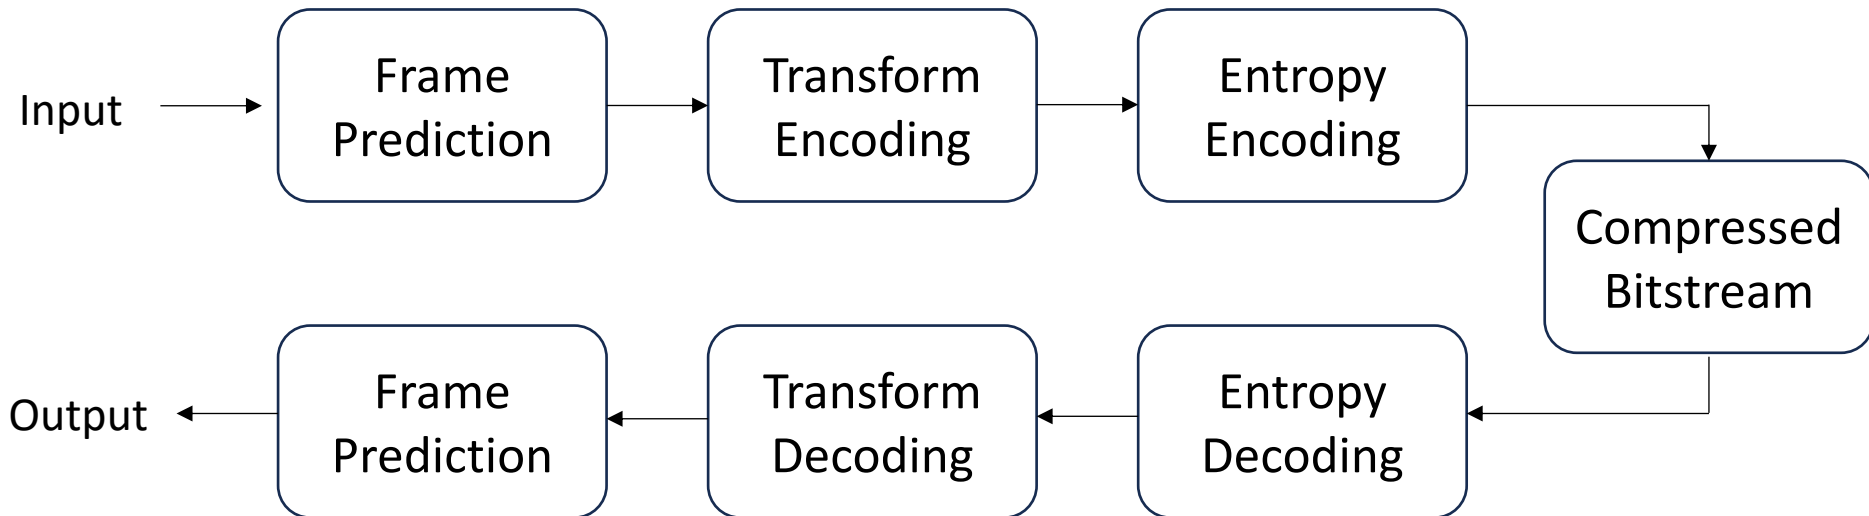 Input
Frame
Prediction
Transform
Encoding
Entropy
Encoding
Compressed
Bitstream
Output
Frame
Prediction
Transform
Decoding
Entropy
Decoding